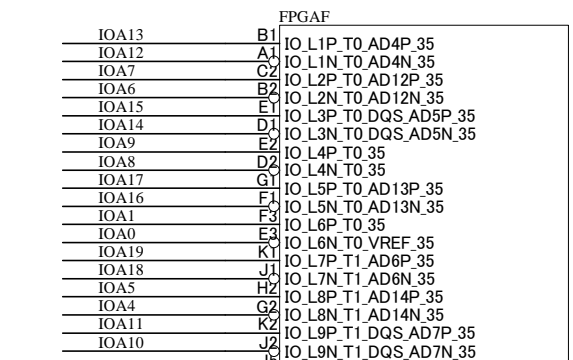 FPGAF
IOA13 B1 IO_L1P_T0_AD4P_35
IOA12 A1 IO_L1N_T0_AD4N_35
IOA7 C2 IO_L2P_T0_AD12P_35
IOA6 B2 IO_L2N_T0_AD12N_35
IOA15 E1 IO_L3P_T0_DQS_AD5P_35
IOA14 D1 IO_L3N_T0_DQS_AD5N_35
IOA9 E2 IO_L4P_T0_35
IOA8 D2 IO_L4N_T0_35
IOA17 G1 IO_L5P_T0_AD13P_35
IOA16 F1 IO_L5N_T0_AD13N_35
IOA1 F3 IO_L6P_T0_35
IOA0 E3 IO_L6N_T0_VREF_35
IOA19 K1 IO_L7P_T1_AD6P_35
IOA18 J1 IO_L7N_T1_AD6N_35
IOA5 H2 IO_L8P_T1_AD14P_35
IOA4 G2 IO_L8N_T1_AD14N_35
IOA11 K2 IO_L9P_T1_DQS_AD7P_35
IOA10 J2 IO_L9N_T1_DQS_AD7N_35